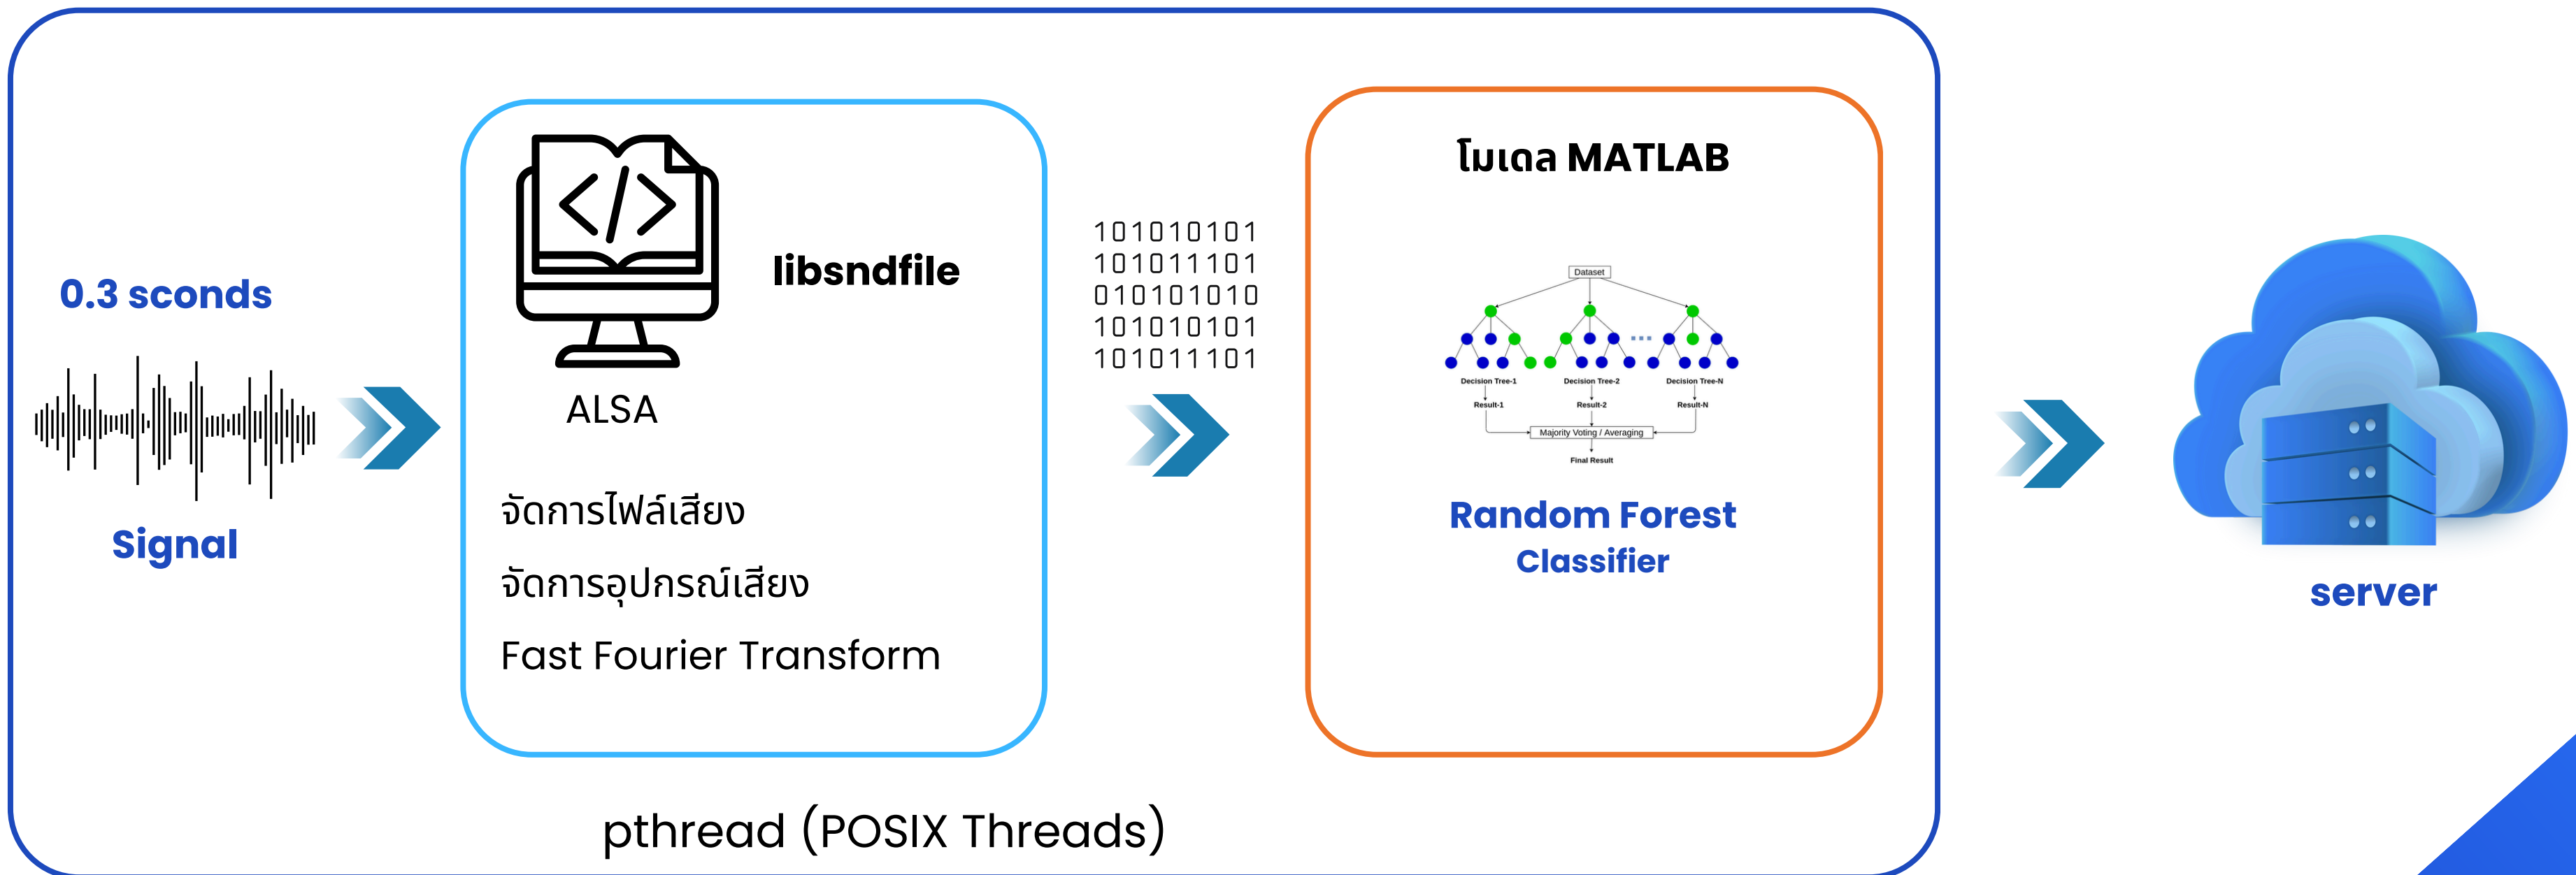 0.3 sconds
Signal
libsndfile
ALSA
จัดการไฟล์เสียง
จัดการอุปกรณ์เสียง
Fast Fourier Transform
10101010 1
101011101
010101010
101010101
101011101
โมเดล MATLAB
Dataset
Decision Tree-1
Decision Tree-2
Decision Tree-N
Result-1
Result-2
Result-N
Majority Voting / Averaging
Final Result
Random Forest
Classifier
server
pthread (POSIX Threads)